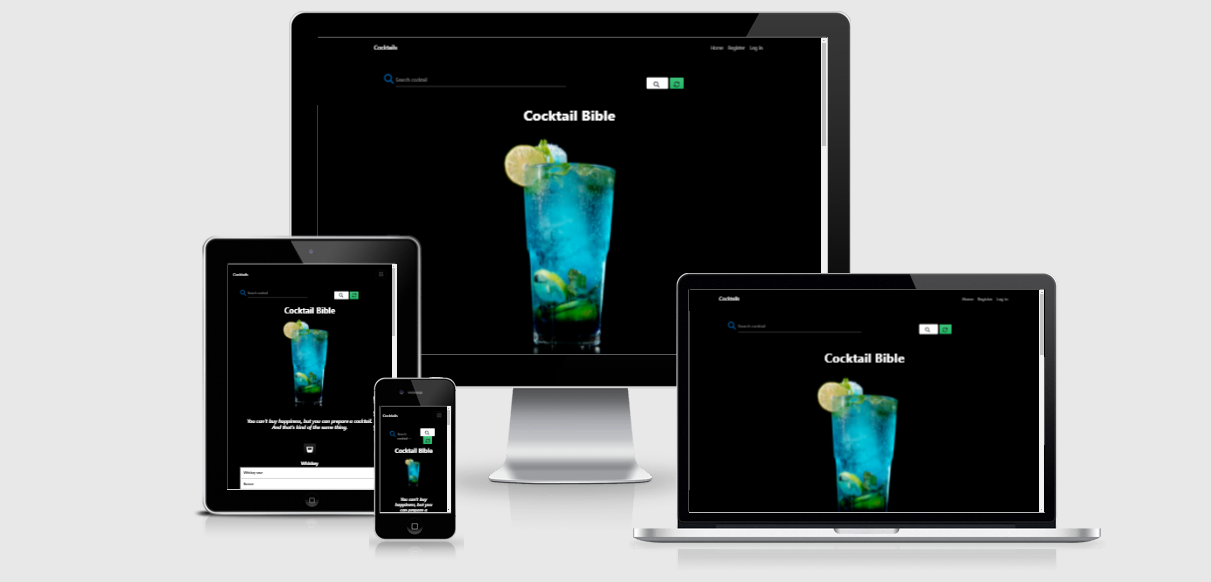 Cocktails
Home Register Log In
Search cocktail
Cocktail Bible
Cocktails
Search cocktail
Cocktail Bible
You can't buy happiness, but you can prepare a cocktail.
And that's kind of the same thing.
Whiskey
Whiskey sour
Cocktails
Search
cocktail
Cocktail Bible
You can't buy
happiness, but you
can prepare a
Cocktails
Home Register Log In
Search cocktail
Cocktail Bible